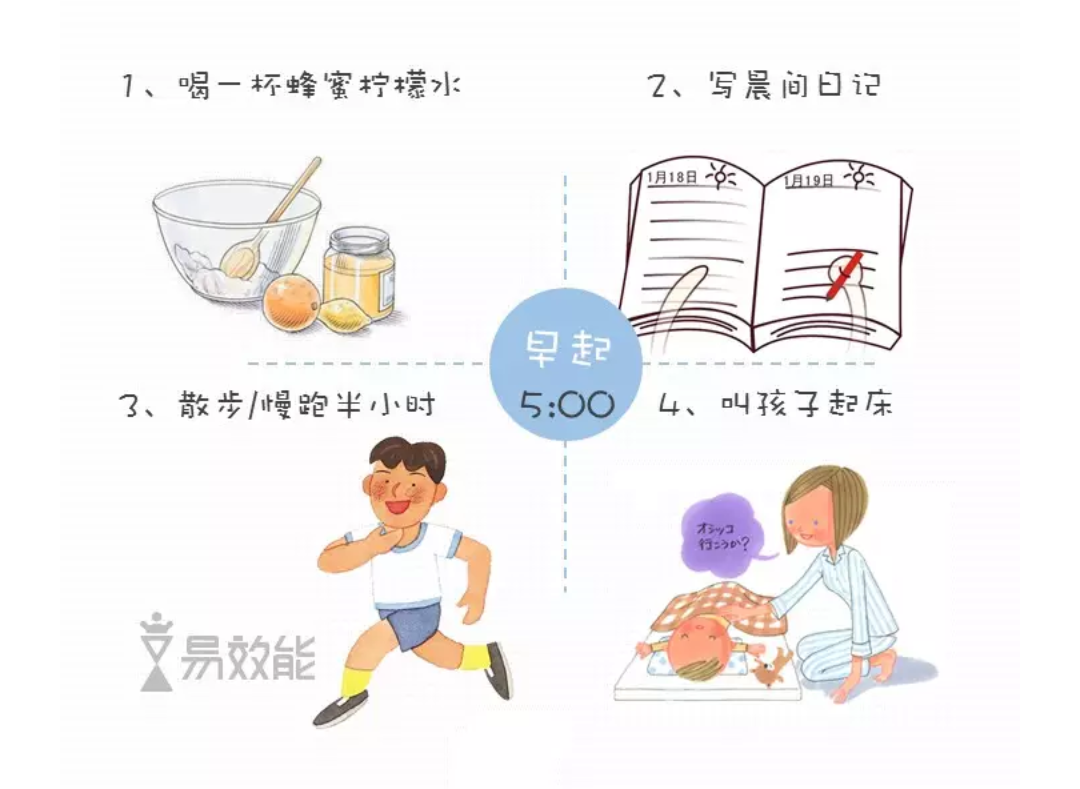 1、喝一杯蜂蜜柠檬水
2、写晨间日记
1月18日
1月19日
早起
5:00
3、散步/慢跑半小时
4、叫孩子起床
オシッコ
行こうか?
易效能